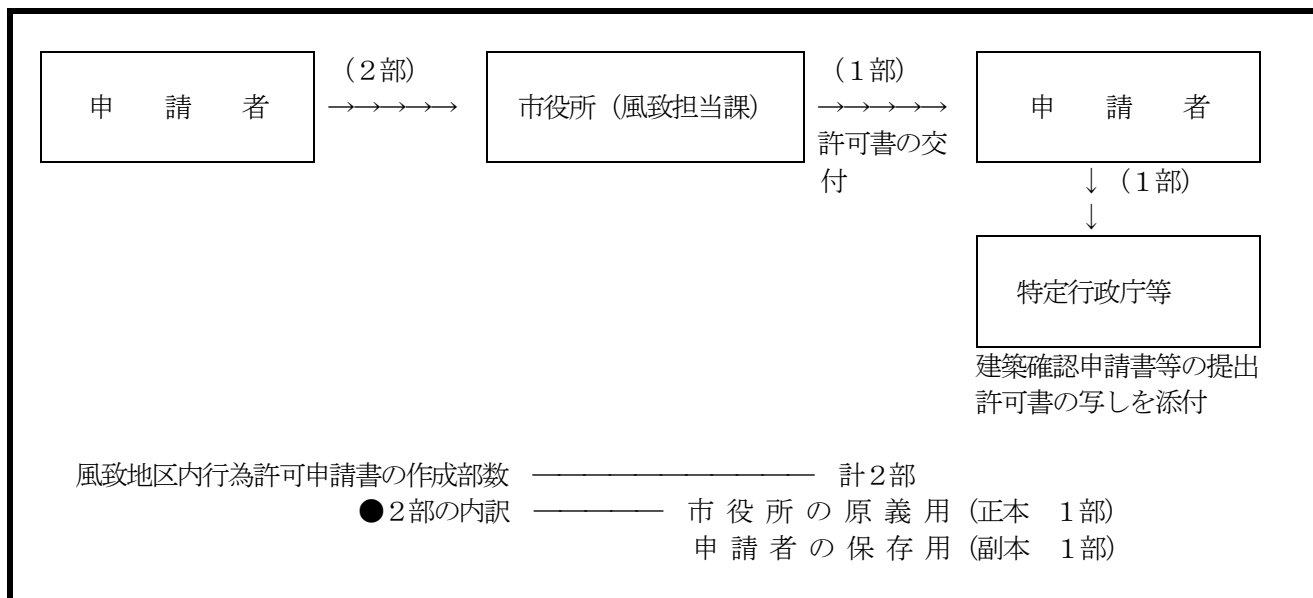 （２部）
（１部）
申　請　者
→→→→→
市役所（風致担当課）
→→→→→
申　請　者
許可書の交
付
↓（１部）
↓
特定行政庁等
建築確認申請書等の提出
許可書の写しを添付
風致地区内行為許可申請書の作成部数 ――――――――――― 計２部
●２部の内訳 ――――― 市役所の原義用（正本　１部）
申請者の保存用（副本　１部）